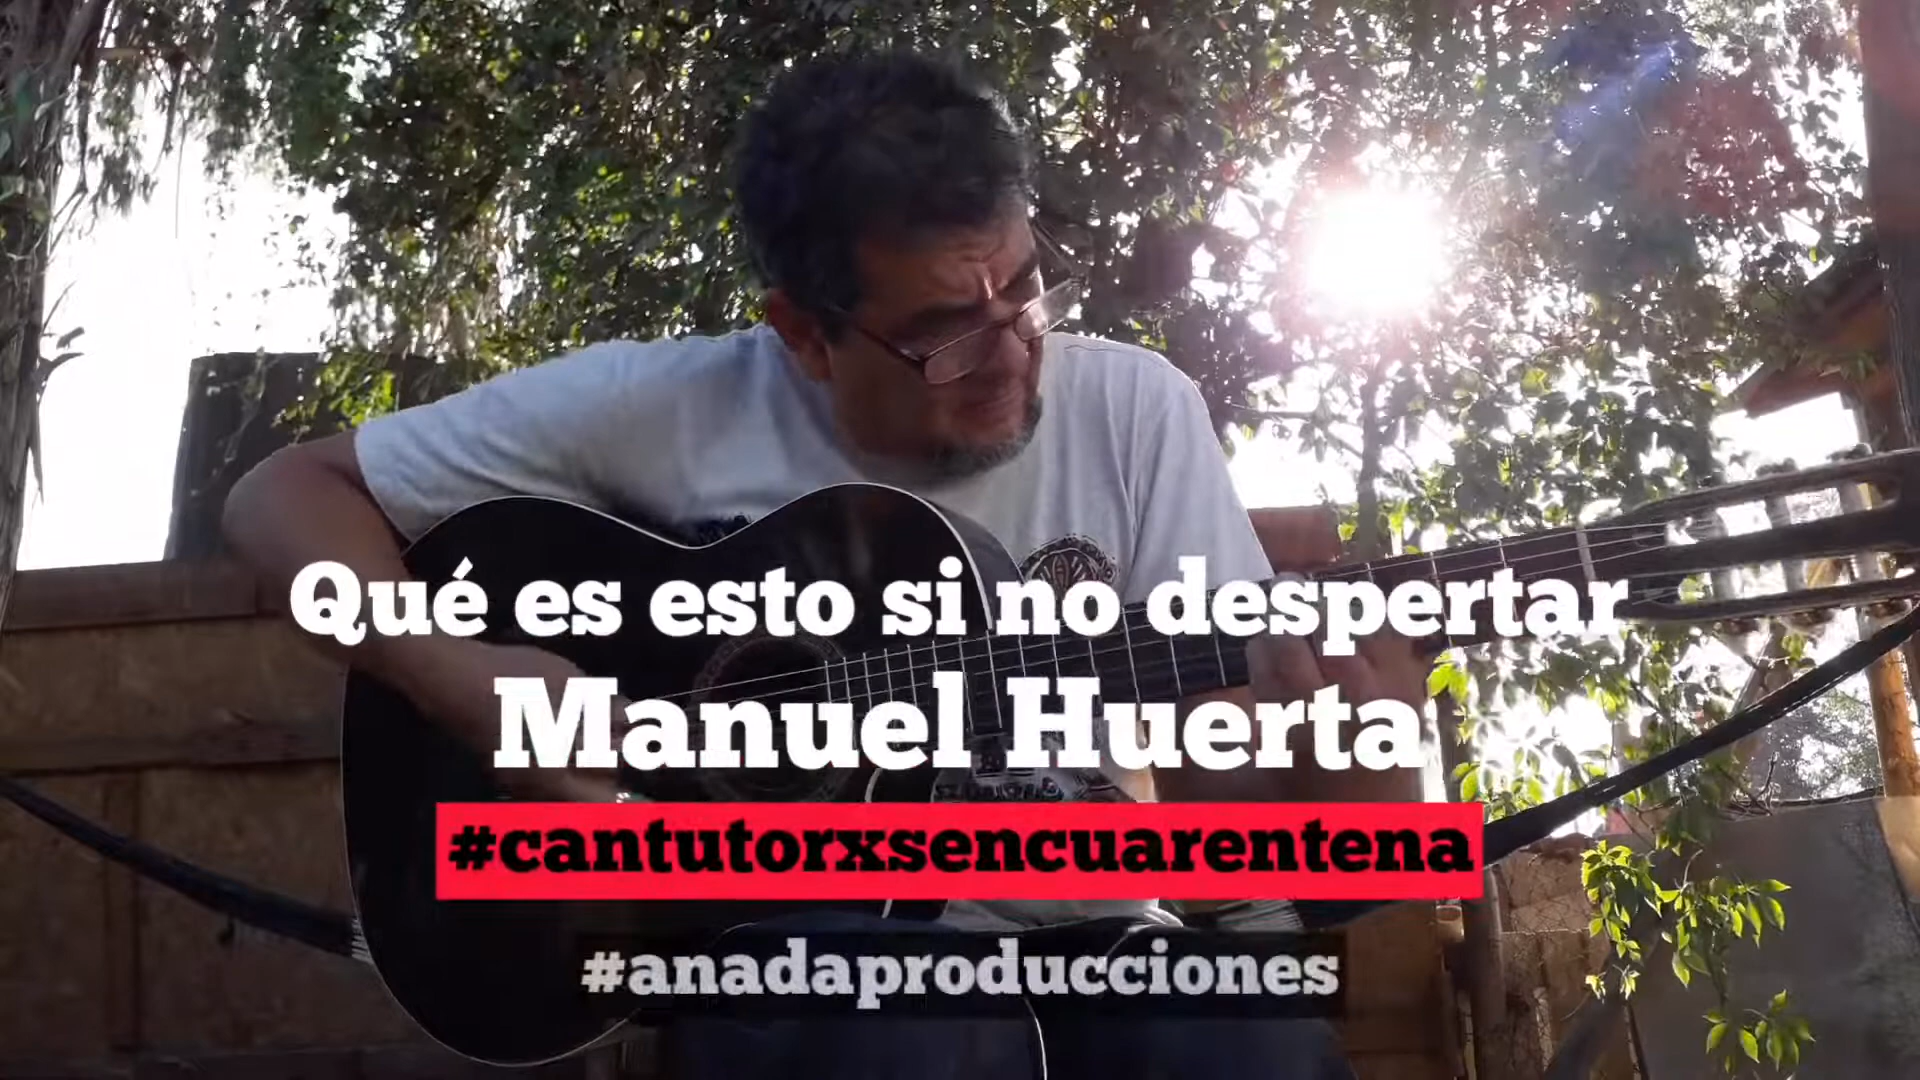 Qué es esto si no despertar
Manuel Huerta
#cantutorxsencuarentena
#anadaproducciones